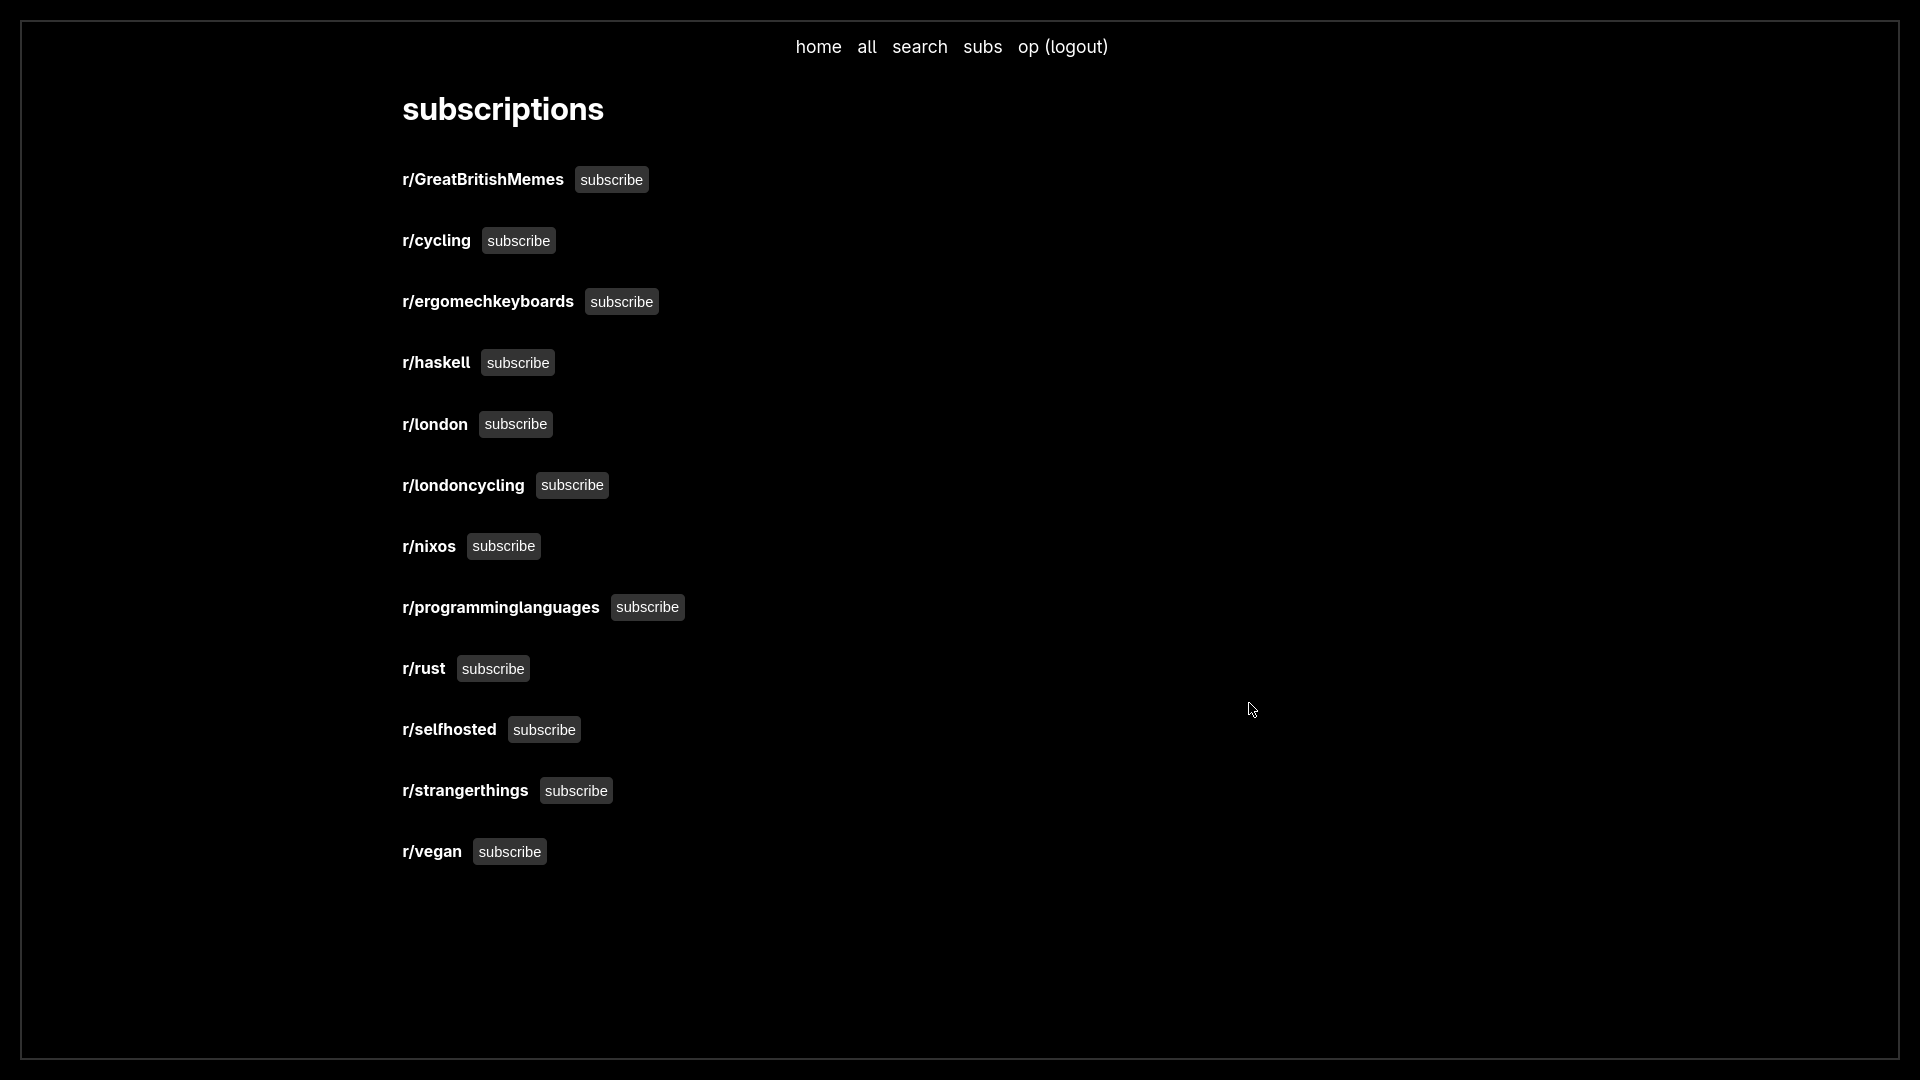 home all search subs op (logout)
subscriptions
r/GreatBritishMemes subscribe
r/cycling subscribe
r/ergomechkeyboards subscribe
r/haskell subscribe
r/london subscribe
r/londoncycling subscribe
r/nixos subscribe
r/programminglanguages subscribe
r/rust subscribe
r/selfhosted subscribe
r/strangerthings subscribe
r/vegan subscribe